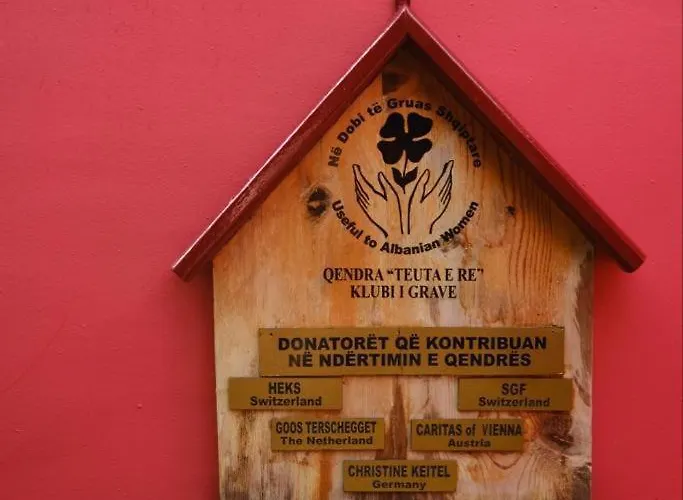 Në Dobi të Gruas Shqiptare
Useful to Albanian Women
QENDRA "TEUTA E RE"
KLUBI I GRAVE
DONATORËT QË KONTRIBUAN
NË NDËRTIMIN E QENDRËS
HEKS
Switzerland
SGF
Switzerland
GOOS TERSCHEGGET
The Netherland
CARITAS of VIENNA
Austria
CHRISTINE KEITEL
Germany